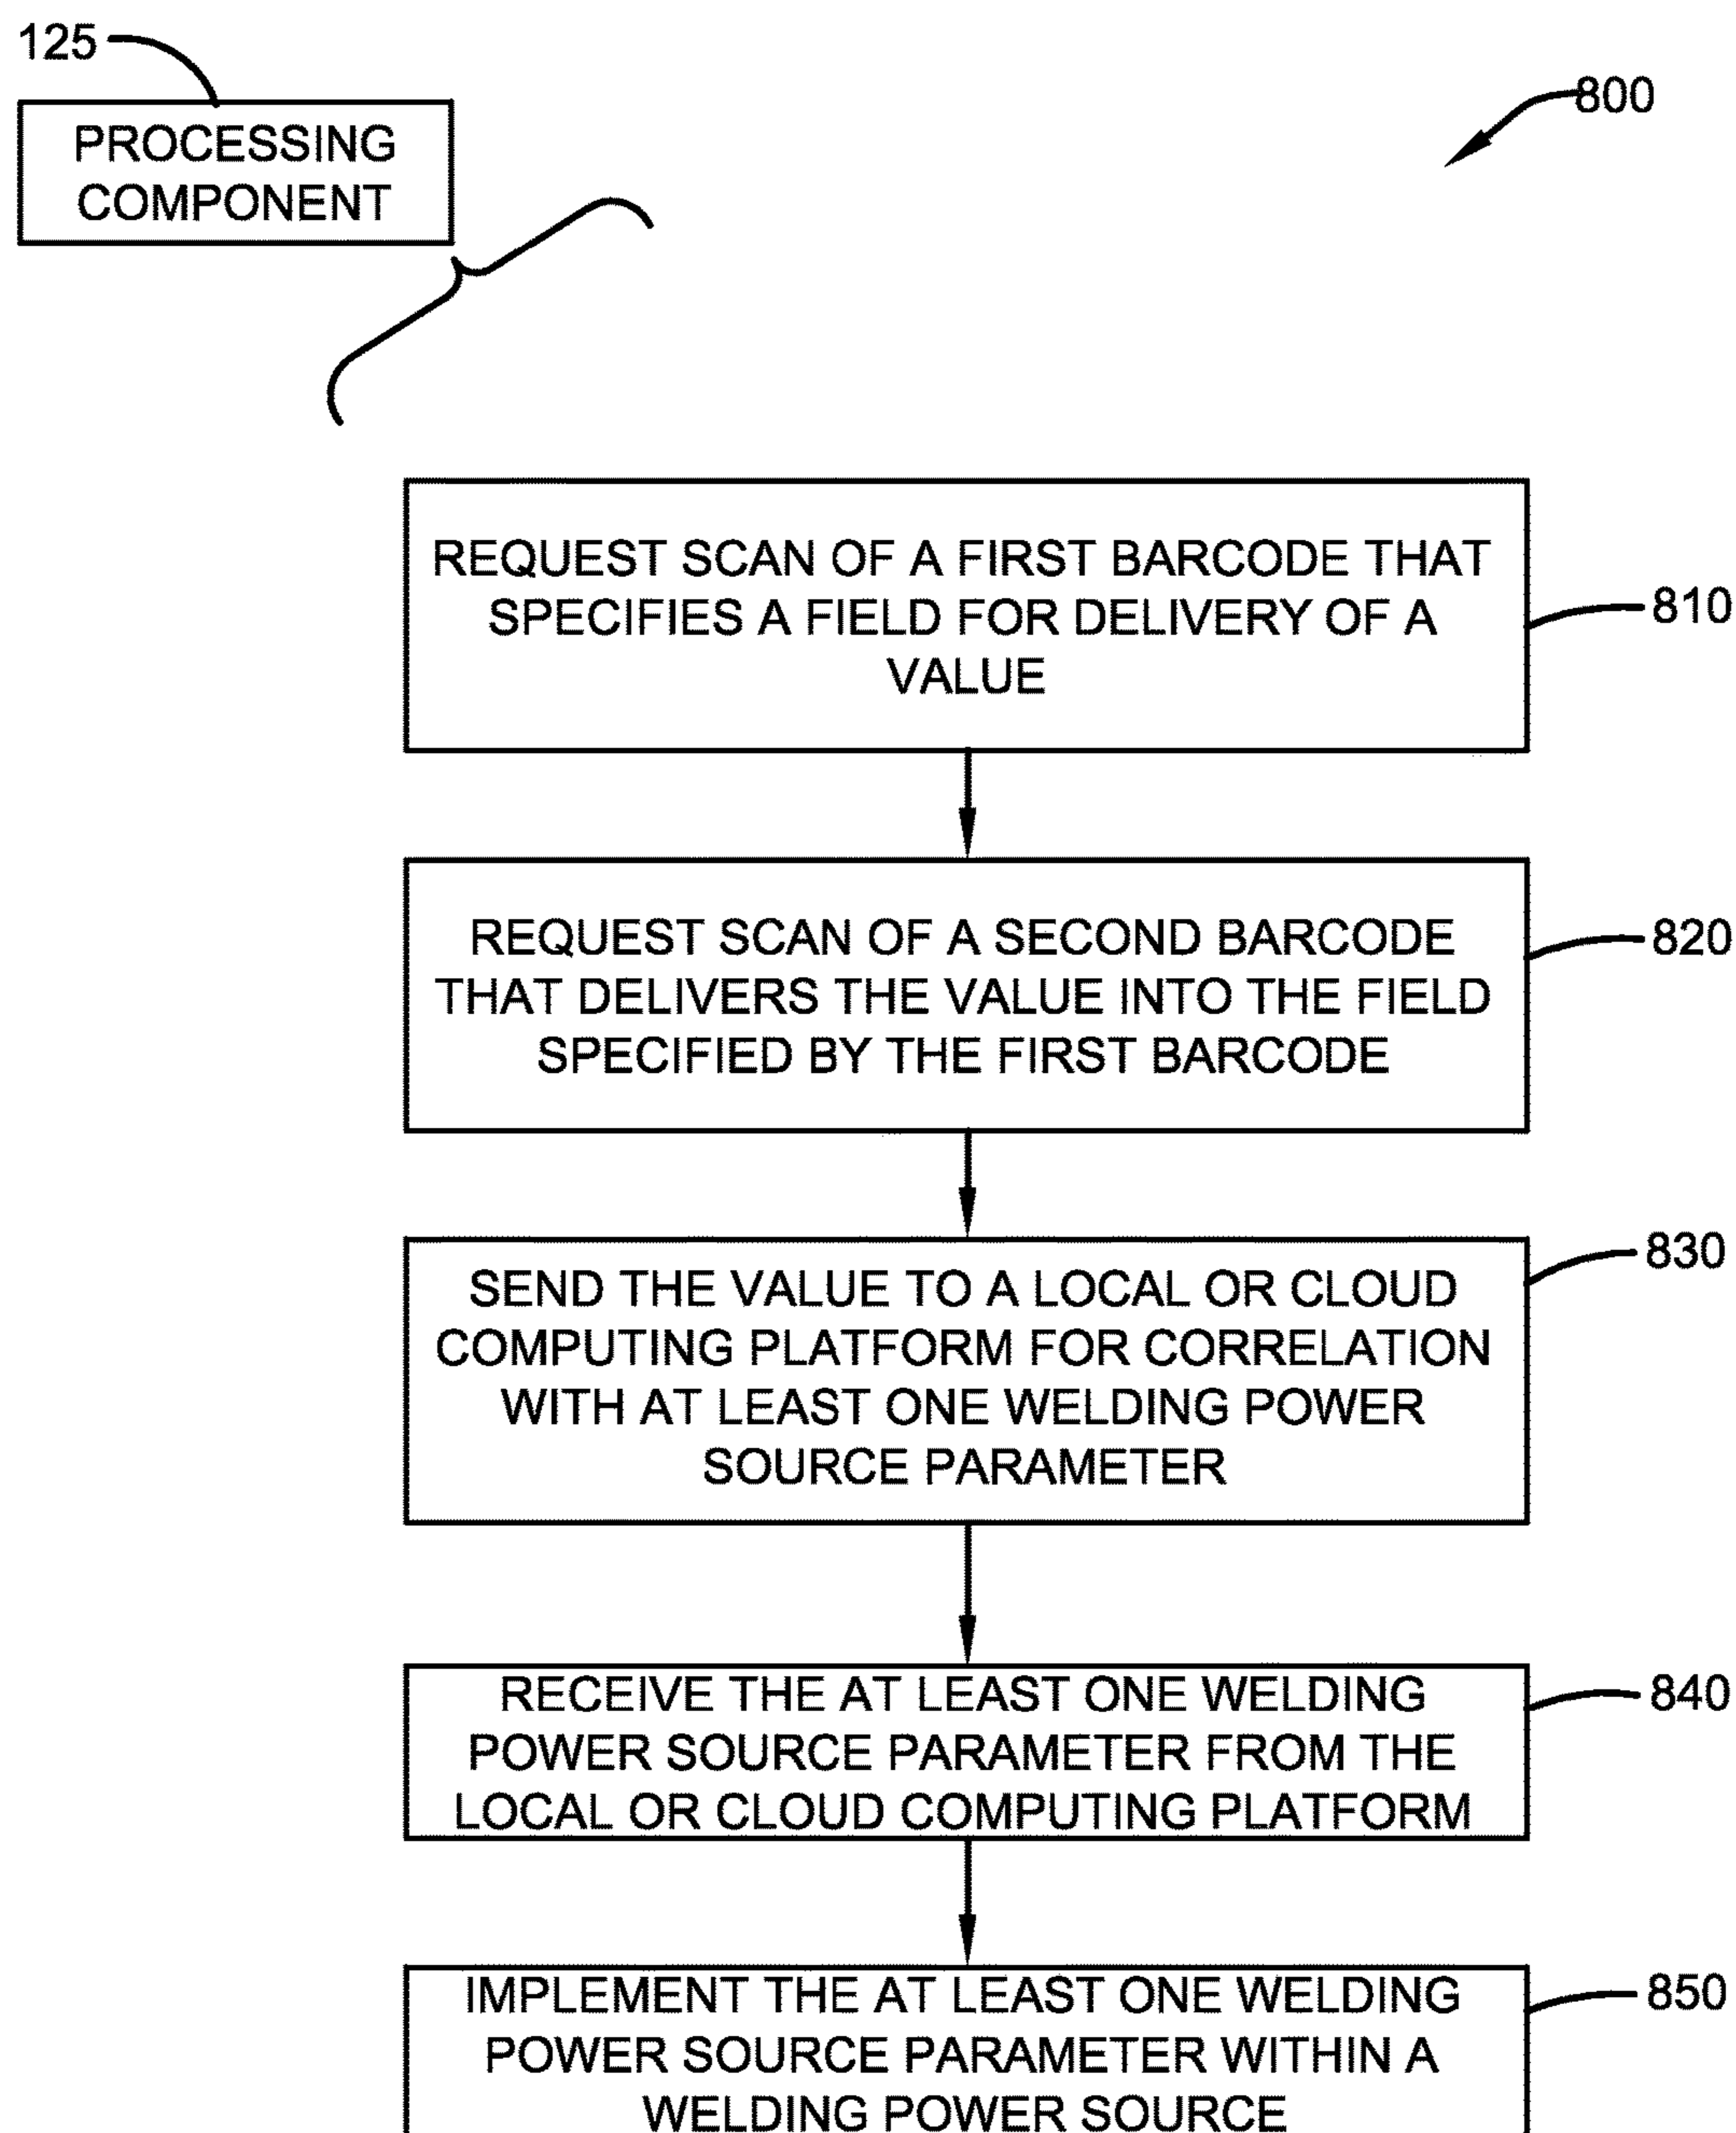 125
PROCESSING
COMPONENT
800
REQUEST SCAN OF A FIRST BARCODE THAT
SPECIFIES A FIELD FOR DELIVERY OF A
VALUE
810
REQUEST SCAN OF A SECOND BARCODE
THAT DELIVERS THE VALUE INTO THE FIELD
SPECIFIED BY THE FIRST BARCODE
820
SEND THE VALUE TO A LOCAL OR CLOUD
COMPUTING PLATFORM FOR CORRELATION
WITH AT LEAST ONE WELDING POWER
SOURCE PARAMETER
830
RECEIVE THE AT LEAST ONE WELDING
POWER SOURCE PARAMETER FROM THE
LOCAL OR CLOUD COMPUTING PLATFORM
840
IMPLEMENT THE AT LEAST ONE WELDING
POWER SOURCE PARAMETER WITHIN A
WELDING POWER SOURCE
850